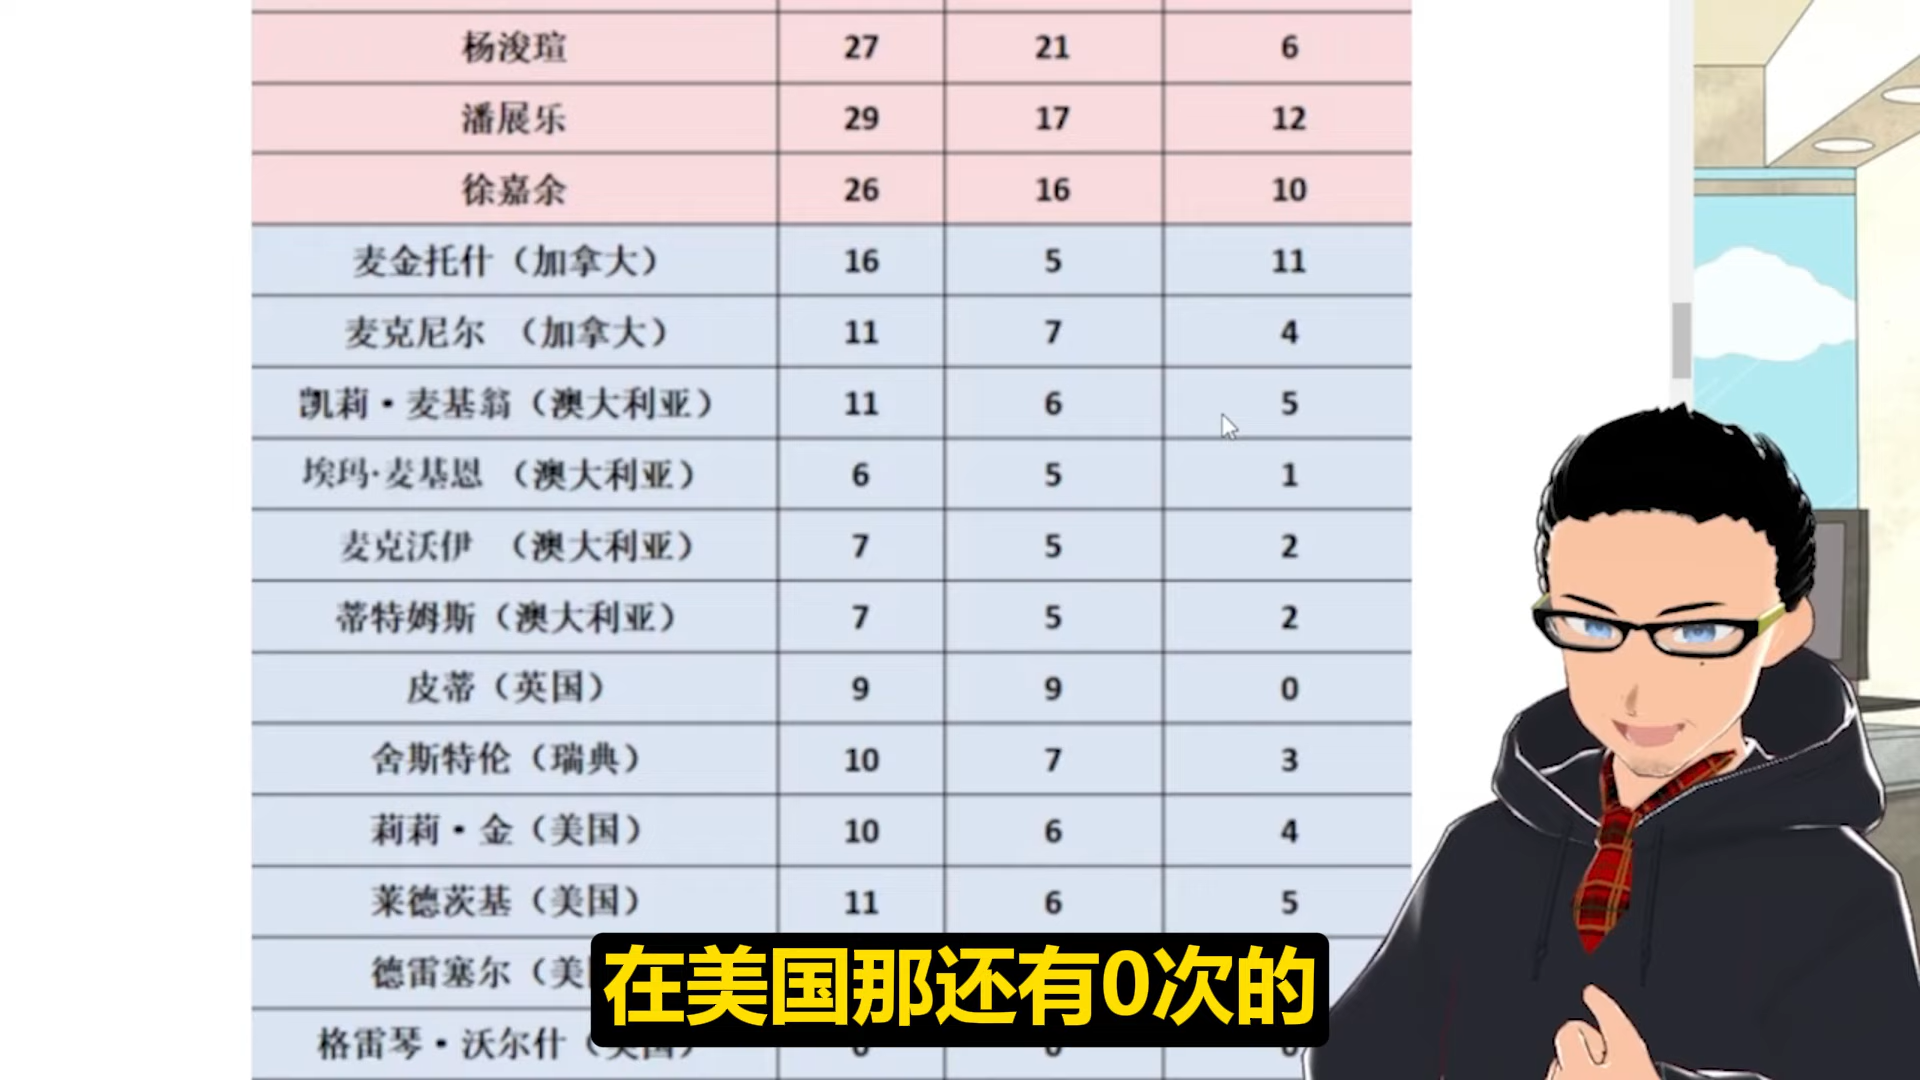 杨浚瑄 27 21 6
潘展乐 29 17 12
徐嘉余 26 16 10
麦金托什（加拿大） 16 5 11
麦克尼尔 （加拿大） 11 7 4
凯莉·麦基翁（澳大利亚） 11 6 5
埃玛·麦基恩 （澳大利亚） 6 5 1
麦克沃伊 （澳大利亚） 7 5 2
蒂特姆斯（澳大利亚） 7 5 2
皮蒂（英国） 9 9 0
舍斯特伦（瑞典） 10 7 3
莉莉·金（美国） 10 6 4
莱德茨基（美国） 11 6 5
德雷塞尔（美
格雷琴·沃尔什（美国） 0 0 0
在美国那还有0次的